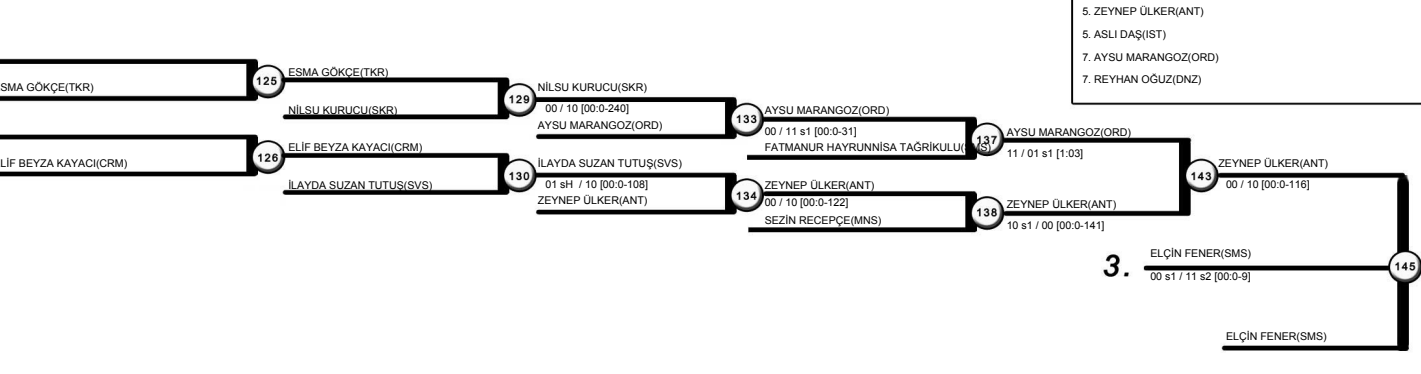 5. ZEYNEP ÜLKER(ANT)
5. ASLI DAŞ(IST)
7. AYSU MARANGOZ(ORD)
7. REYHAN OĞUZ(DNZ)
SMA GÖKÇE(TKR)
125
ESMA GÖKÇE(TKR)
NİLSU KURUCU(SKR)
129
NİLSU KURUCU(SKR)
00 / 10 [00:0-240]
AYSU MARANGOZ(ORD)
133
AYSU MARANGOZ(ORD)
00 / 11 s1 [00:0-31]
FATMANUR HAYRUNNİSA TAĞRİKULU(SMS)
137
AYSU MARANGOZ(ORD)
11 / 01 s1 [1:03]
LİF BEYZA KAYACI(CRM)
126
ELİF BEYZA KAYACI(CRM)
İLAYDA SUZAN TUTUŞ(SVS)
130
İLAYDA SUZAN TUTUŞ(SVS)
01 sH / 10 [00:0-108]
ZEYNEP ÜLKER(ANT)
134
ZEYNEP ÜLKER(ANT)
00 / 10 [00:0-122]
SEZİN RECEPÇE(MNS)
138
ZEYNEP ÜLKER(ANT)
10 s1 / 00 [00:0-141]
143
ZEYNEP ÜLKER(ANT)
00 / 10 [00:0-116]
3.
ELÇİN FENER(SMS)
00 s1 / 11 s2 [00:0-9]
145
ELÇİN FENER(SMS)